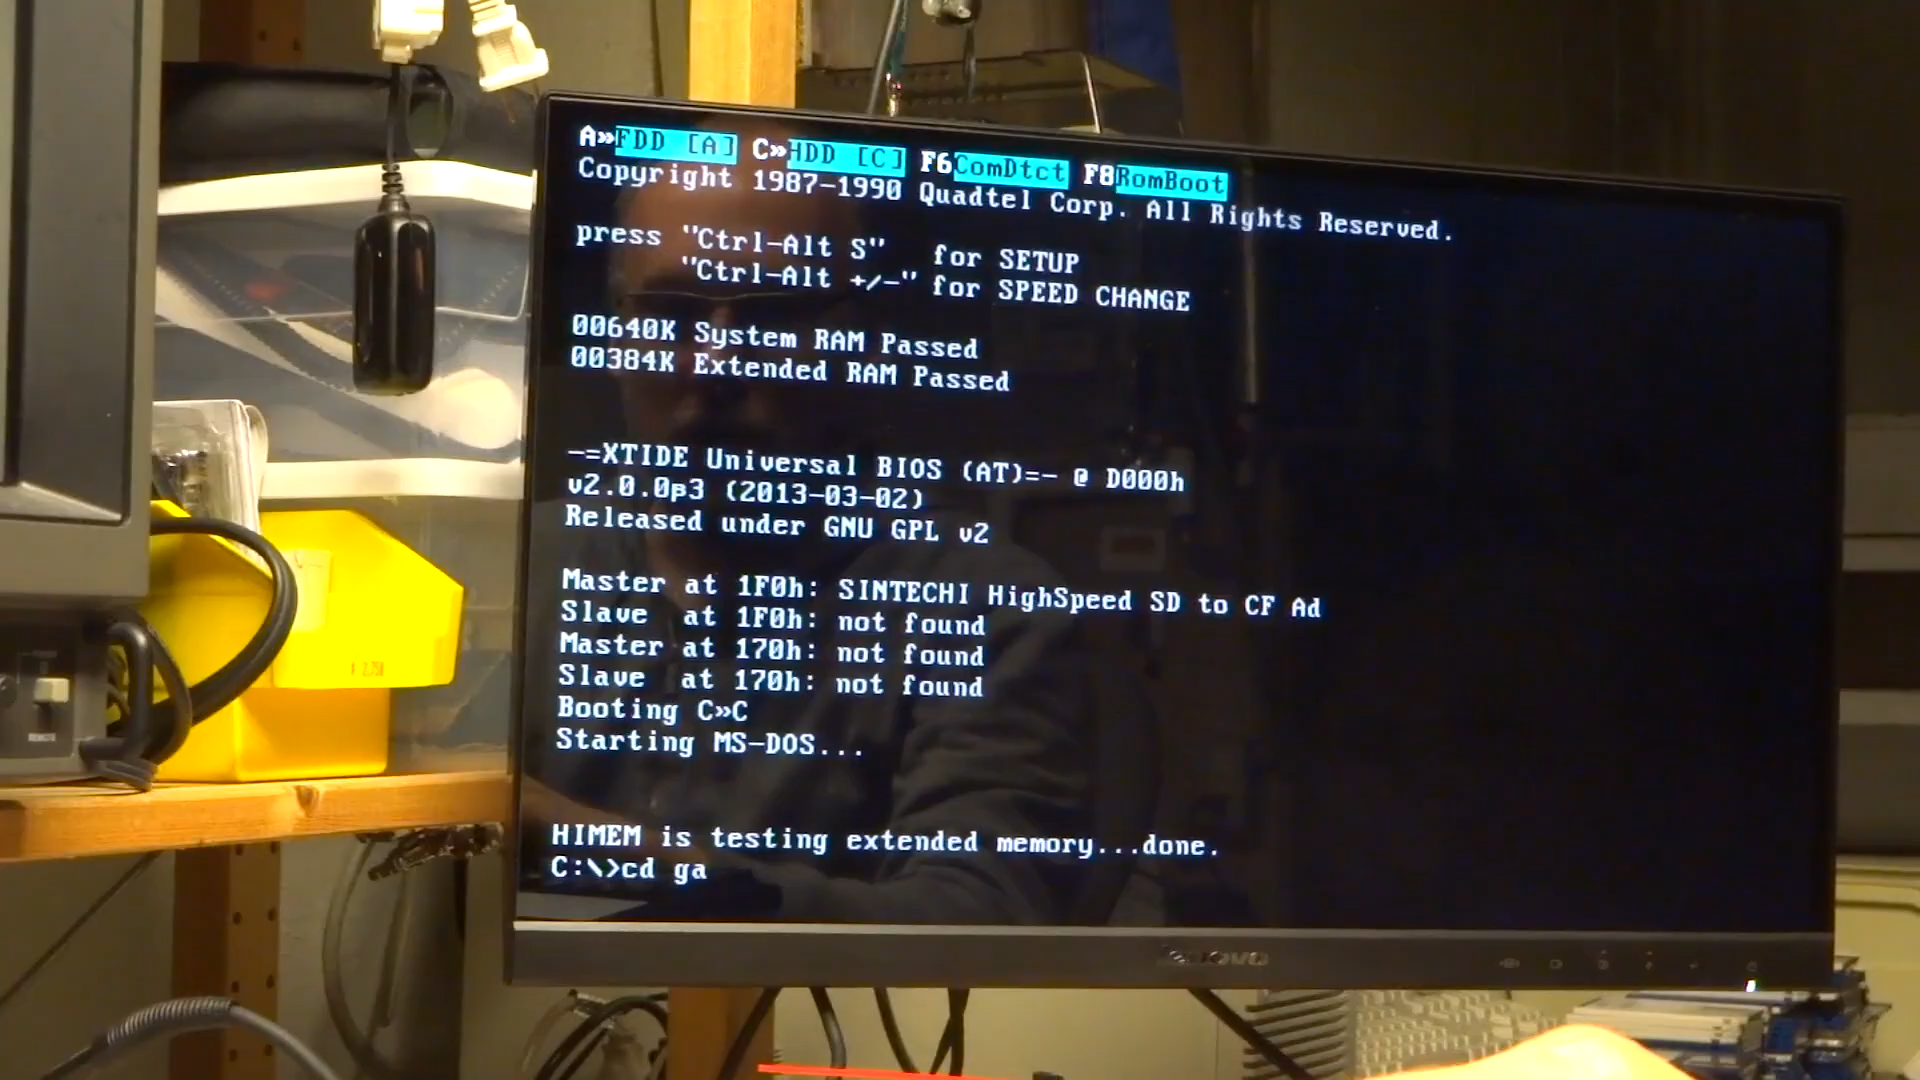 A»FDD [A] C»HDD [C] F6ComDtct F8RomBoot
Copyright 1987-1990 Quadtel Corp. All Rights Reserved.
press "Ctrl-Alt S" for SETUP
"Ctrl-Alt +/-" for SPEED CHANGE
00640K System RAM Passed
00384K Extended RAM Passed
-=XTIDE Universal BIOS (AT)=- @ D000h
v2.0.0β3 (2013-03-02)
Released under GNU GPL v2
Master at 1F0h: SINTECHI HighSpeed SD to CF Ad
Slave at 1F0h: not found
Master at 170h: not found
Slave at 170h: not found
Booting C»C
Starting MS-DOS...
HIMEM is testing extended memory...done.
C:\>cd ga
lenovo
REMOTE